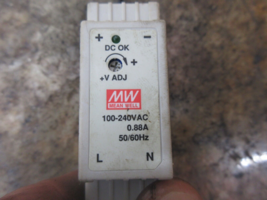 + -
DC OK
+
+V ADJ
MW
MEAN WELL
100-240VAC
0.88A
50/60Hz
L N